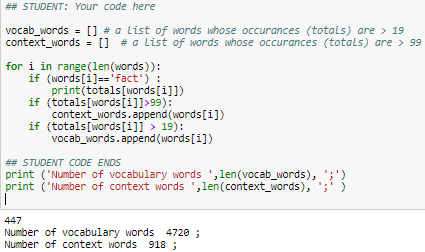 ## STUDENT: Your code here
vocab_words = [] # a list of words whose occurances (totals) are > 19
context_words = []  # a list of words whose occurances (totals) are > 99
for i in range(len(words)):
    if (words[i]=='fact') :
        print(totals[words[i]])
    if (totals[words[i]]>99):
        context_words.append(words[i])
    if (totals[words[i]] > 19):
        vocab_words.append(words[i])
## STUDENT CODE ENDS
print ('Number of vocabulary words ',len(vocab_words), ';')
print ('Number of context words ',len(context_words), ';' )
447
Number of vocabulary words  4720 ;
Number of context words  918 ;